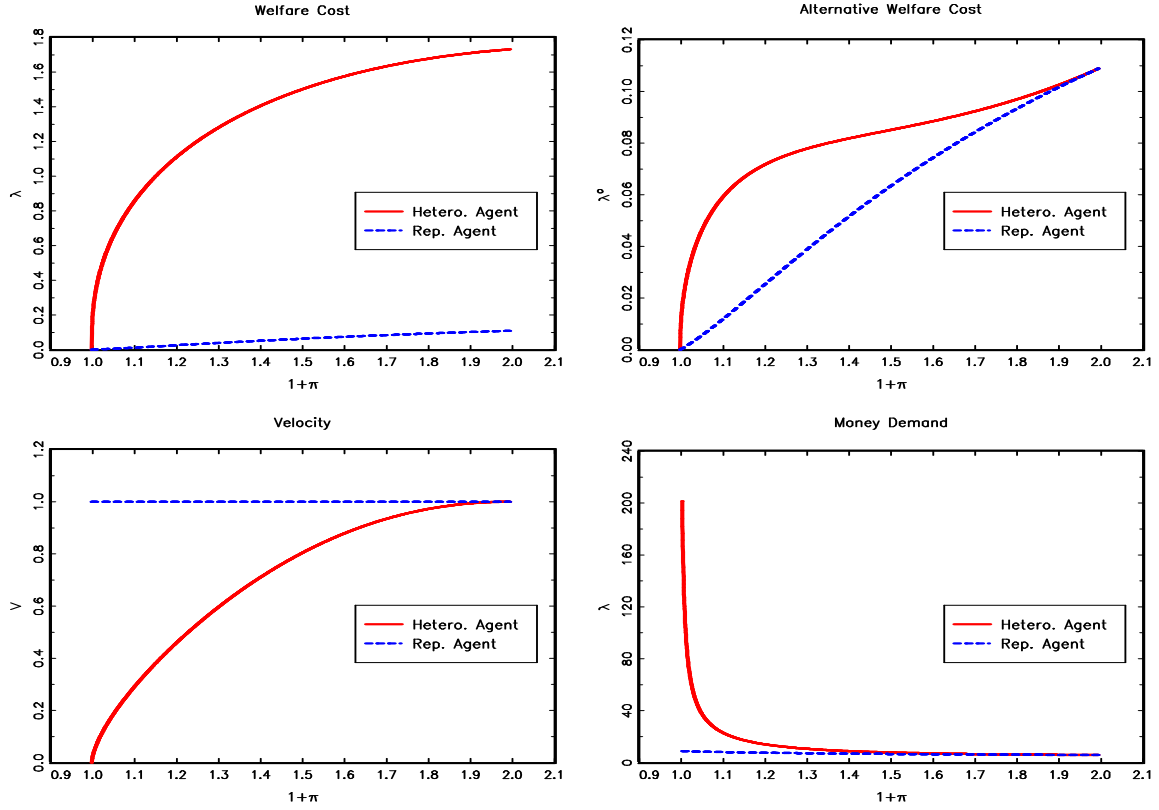 Welfare Cost
λ
1.8
1.6
1.4
1.2
1.0
0.8
0.6
0.4
0.2
0.0
Hetero. Agent
Rep. Agent
0.9 1.0 1.1 1.2 1.3 1.4 1.5 1.6 1.7 1.8 1.9 2.0 2.1
1+π
Alternative Welfare Cost
λᵖ
0.12
0.10
0.08
0.06
0.04
0.02
0.00
Hetero. Agent
Rep. Agent
0.9 1.0 1.1 1.2 1.3 1.4 1.5 1.6 1.7 1.8 1.9 2.0 2.1
1+π
Velocity
V
1.2
1.0
0.8
0.6
0.4
0.2
0.0
Hetero. Agent
Rep. Agent
0.9 1.0 1.1 1.2 1.3 1.4 1.5 1.6 1.7 1.8 1.9 2.0 2.1
1+π
Money Demand
λ
240
200
160
120
80
40
0
Hetero. Agent
Rep. Agent
0.9 1.0 1.1 1.2 1.3 1.4 1.5 1.6 1.7 1.8 1.9 2.0 2.1
1+π